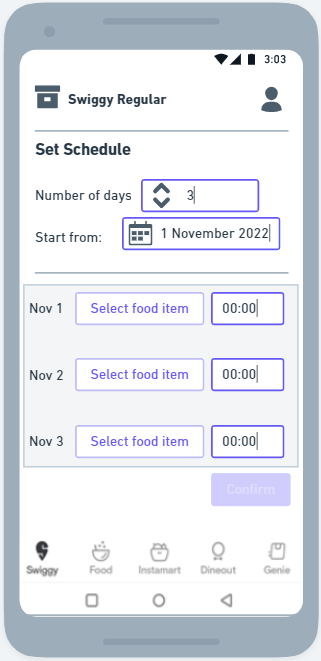 3:03
Swiggy Regular
Set Schedule
Number of days 3
Start from: 1 November 2022
Nov 1 Select food item 00:00
Nov 2 Select food item 00:00
Nov 3 Select food item 00:00
Confirm
Swiggy Food Instamart Dineout Genie